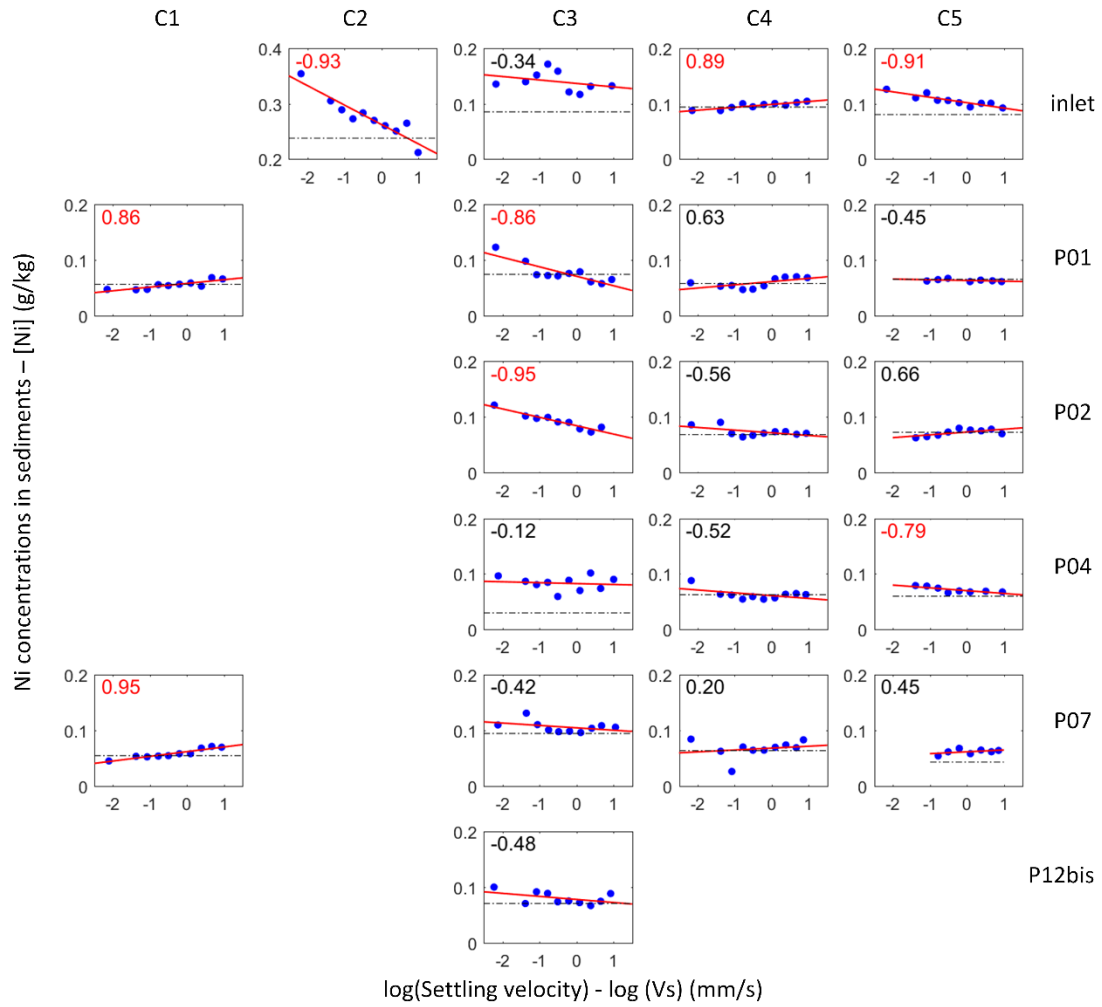 C1 C2 C3 C4 C5
-0.93 -0.34 0.89 -0.91 inlet
0.4 0.2 0.2 0.2
0.3 0.1 0.1 0.1
0.2 0 0 0
-2 -1 0 1 -2 -1 0 1 -2 -1 0 1 -2 -1 0 1
0.86 -0.86 0.63 -0.45 P01
0.2 0.2 0.2 0.2
0.1 0.1 0.1 0.1
0 0 0 0
-2 -1 0 1 -2 -1 0 1 -2 -1 0 1 -2 -1 0 1
-0.95 -0.56 0.66 P02
0.2 0.2 0.2
0.1 0.1 0.1
0 0 0
-2 -1 0 1 -2 -1 0 1 -2 -1 0 1
-0.12 -0.52 -0.79 P04
0.2 0.2 0.2
0.1 0.1 0.1
0 0 0
-2 -1 0 1 -2 -1 0 1 -2 -1 0 1
0.95 -0.42 0.20 0.45 P07
0.2 0.2 0.2 0.2
0.1 0.1 0.1 0.1
0 0 0 0
-2 -1 0 1 -2 -1 0 1 -2 -1 0 1 -2 -1 0 1
-0.48 P12bis
0.2
0.1
0
-2 -1 0 1
Ni concentrations in sediments – [Ni] (g/kg)
log(Settling velocity) - log (Vs) (mm/s)